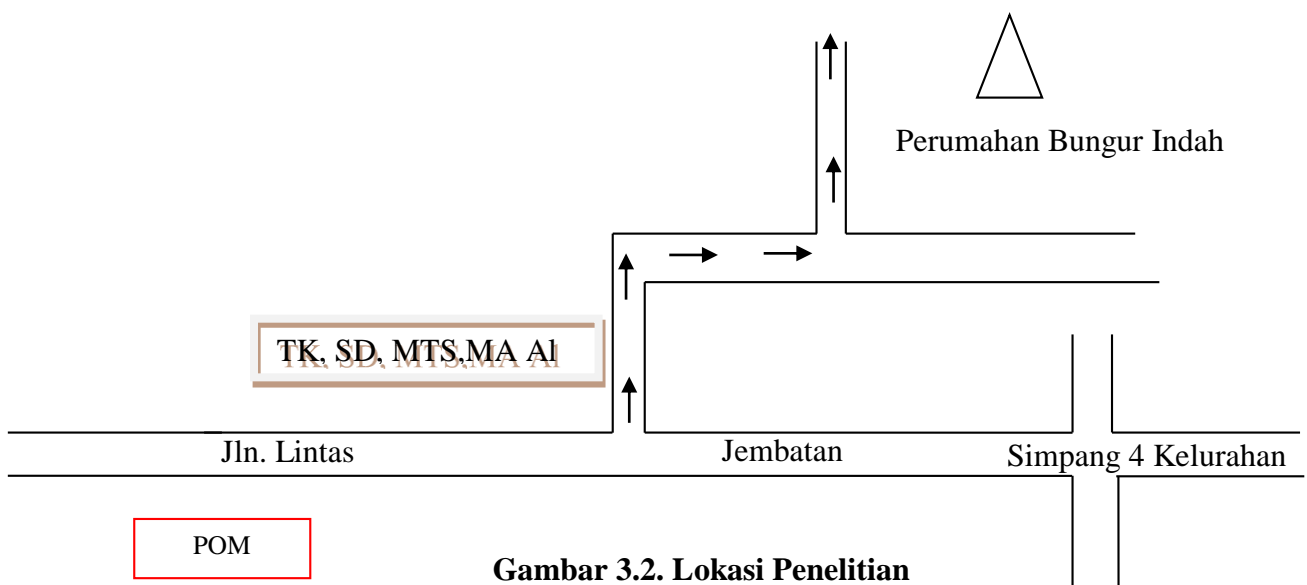 Perumahan Bungur Indah
TK, SD, MTS,MA Al
Jln. Lintas
Jembatan
Simpang 4 Kelurahan
POM
Gambar 3.2. Lokasi Penelitian